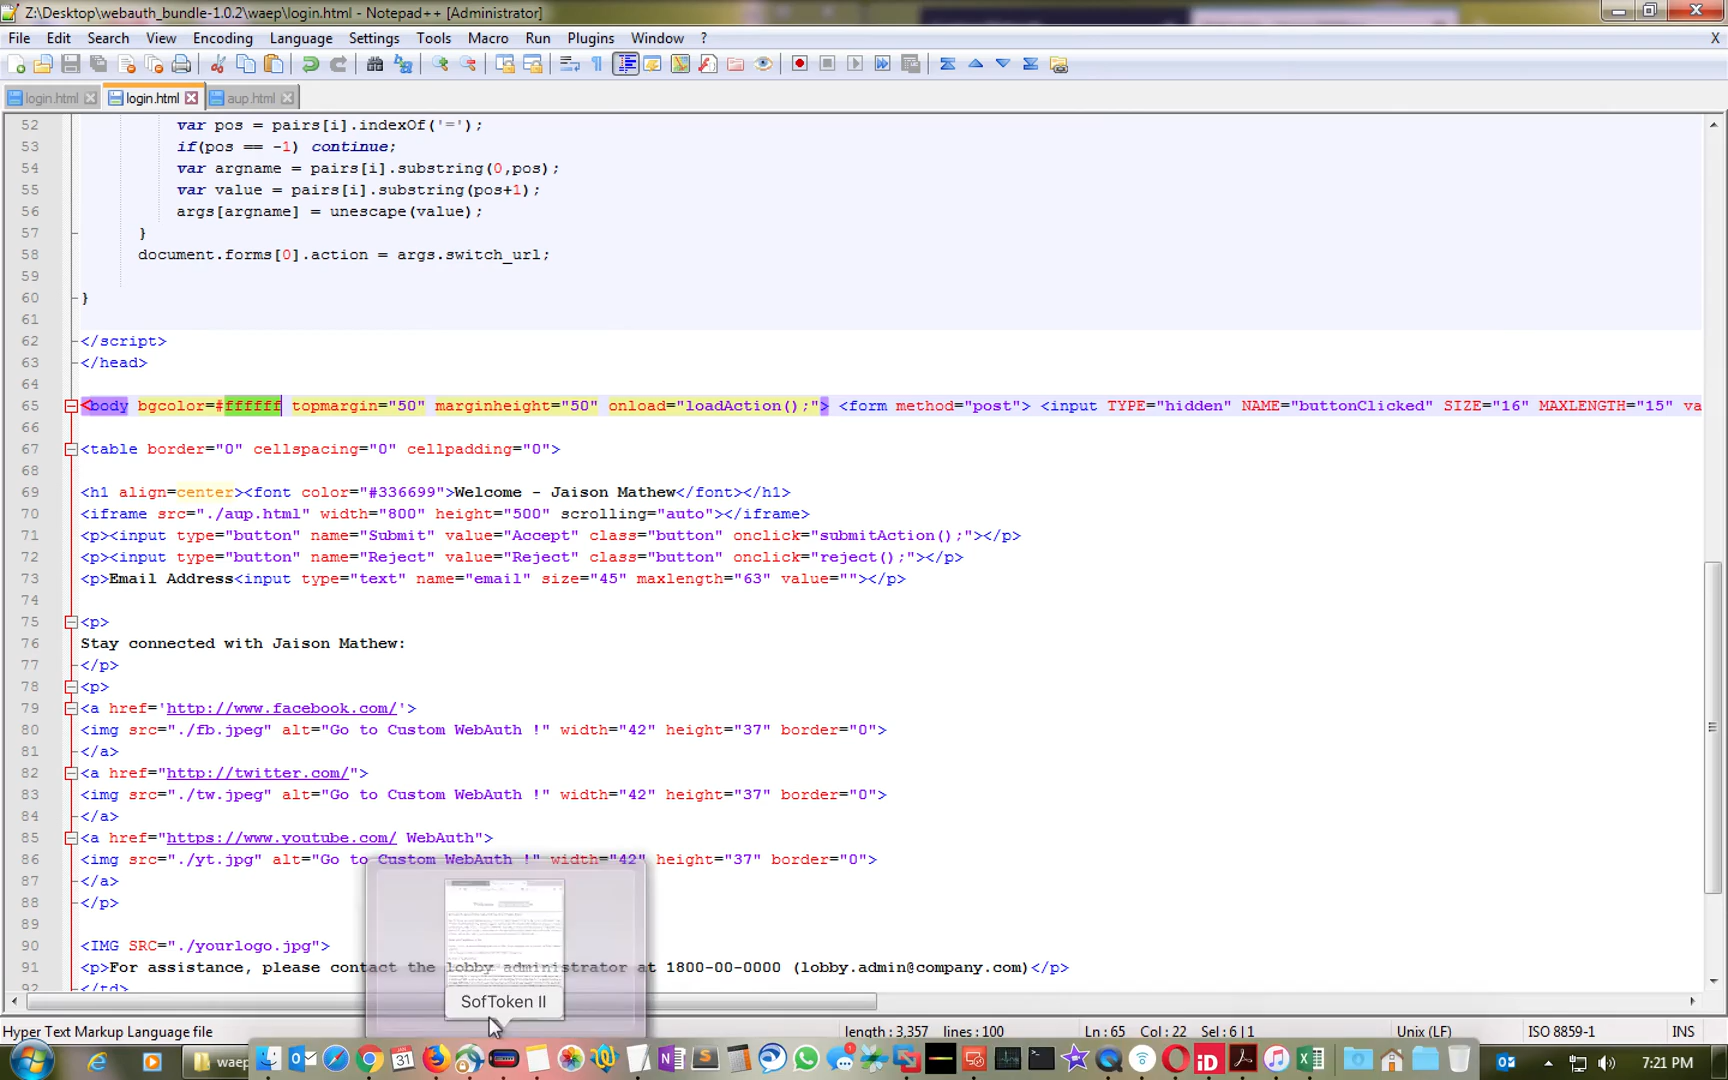 Z:\Desktop\webauth_bundle-1.0.2\waep\login.html - Notepad++ [Administrator]
File Edit Search View Encoding Language Settings Tools Macro Run Plugins Window ? X
login.html login.html aup.html
52 var pos = pairs[i].indexOf('=');
53 if(pos == -1) continue;
54 var argname = pairs[i].substring(0,pos);
55 var value = pairs[i].substring(pos+1);
56 args[argname] = unescape(value);
57 }
58 document.forms[0].action = args.switch_url;
59
60 }
61
62 </script>
63 </head>
64
65 <body bgcolor=#ffffff topmargin="50" marginheight="50" onload="loadAction();"> <form method="post"> <input TYPE="hidden" NAME="buttonClicked" SIZE="16" MAXLENGTH="15" va
66
67 <table border="0" cellspacing="0" cellpadding="0">
68
69 <h1 align=center><font color="#336699">Welcome - Jaison Mathew</font></h1>
70 <iframe src="./aup.html" width="800" height="500" scrolling="auto"></iframe>
71 <p><input type="button" name="Submit" value="Accept" class="button" onclick="submitAction();"></p>
72 <p><input type="button" name="Reject" value="Reject" class="button" onclick="reject();"></p>
73 <p>Email Address<input type="text" name="email" size="45" maxlength="63" value=""></p>
74
75 <p>
76 Stay connected with Jaison Mathew:
77 </p>
78 <p>
79 <a href='http://www.facebook.com/'>
80 <img src="./fb.jpeg" alt="Go to Custom WebAuth !" width="42" height="37" border="0">
81 </a>
82 <a href="http://twitter.com/">
83 <img src="./tw.jpeg" alt="Go to Custom WebAuth !" width="42" height="37" border="0">
84 </a>
85 <a href="https://www.youtube.com/ WebAuth">
86 <img src="./yt.jpg" alt="Go to Custom WebAuth !" width="42" height="37" border="0">
87 </a>
88 </p>
89
90 <IMG SRC="./yourlogo.jpg">
91 <p>For assistance, please contact the lobby administrator at 1800-00-0000 (lobby.admin@company.com)</p>
92 </td>
SofToken II
Hyper Text Markup Language file length : 3,357 lines : 100 Ln : 65 Col : 22 Sel : 6 | 1 Unix (LF) ISO 8859-1 INS
waep 31 iD 7:21 PM